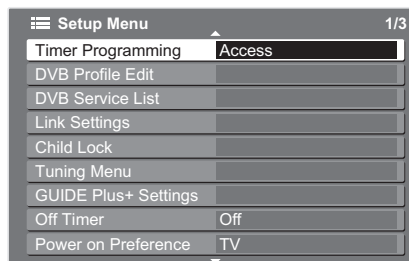 Setup Menu 1/3
Timer Programming Access
DVB Profile Edit
DVB Service List
Link Settings
Child Lock
Tuning Menu
GUIDE Plus+ Settings
Off Timer Off
Power on Preference TV